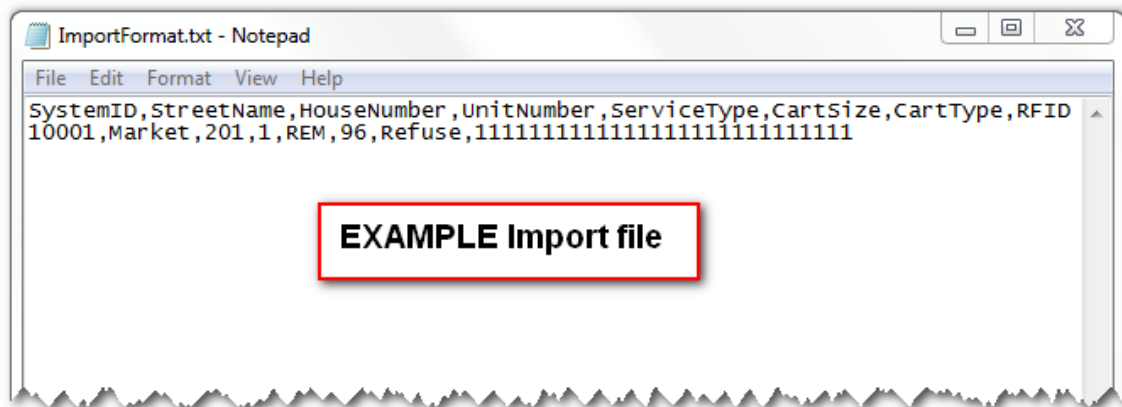 ImportFormat.txt - Notepad
File Edit Format View Help
SystemID,StreetName,HouseNumber,UnitNumber,ServiceType,CartSize,CartType,RFID
10001,Market,201,1,REM,96,Refuse,1111111111111111111111111111
EXAMPLE Import file